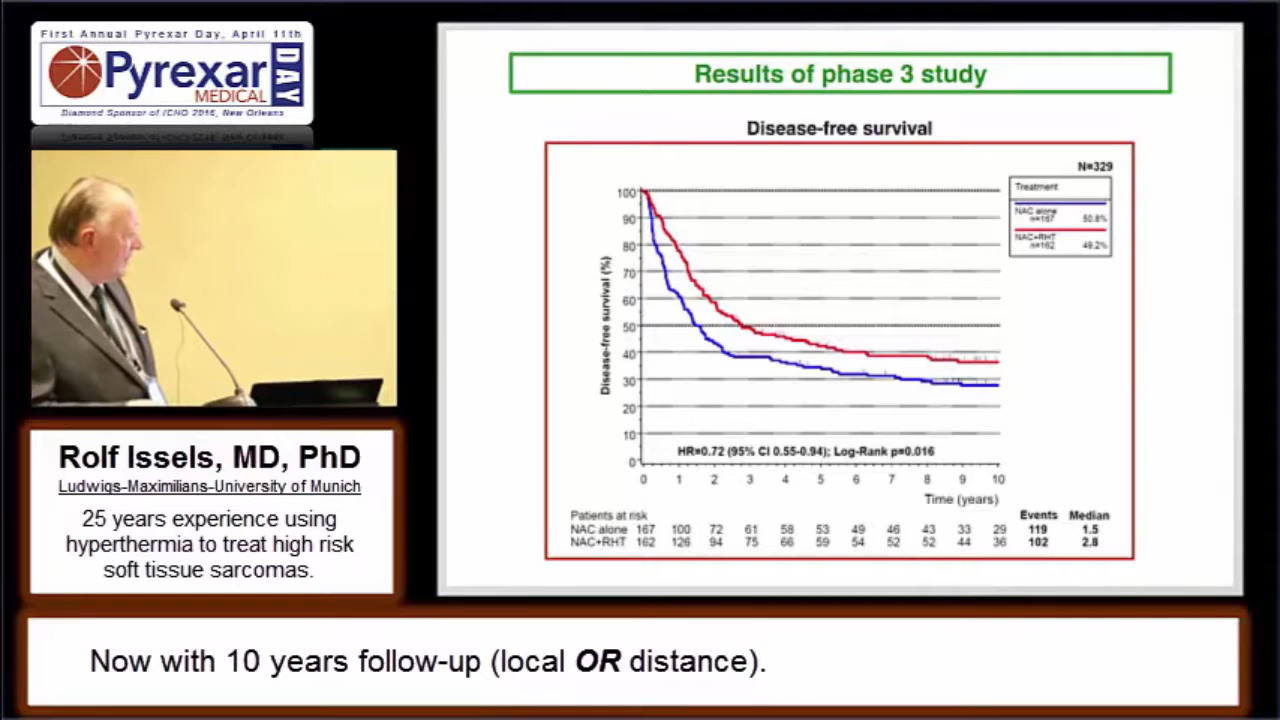 First Annual Pyrexar Day, April 11th
Pyrexar
MEDICAL
DAY
Diamond Sponsor of ICHO 2016, New Orleans
Rolf Issels, MD, PhD
Ludwigs-Maximilians-University of Munich
25 years experience using
hyperthermia to treat high risk
soft tissue sarcomas.
Results of phase 3 study
Disease-free survival
N=329
Treatment
NAC alone
n=167 50.8%
NAC+RHT
n=162 49.2%
Disease-free survival (%)
100
90
80
70
60
50
40
30
20
10
0
HR=0.72 (95% CI 0.55-0.94); Log-Rank p=0.016
0 1 2 3 4 5 6 7 8 9 10
Time (years)
Patients at risk Events Median
NAC alone 167 100 72 61 58 53 49 46 43 33 29 119 1.5
NAC+RHT 162 126 94 75 66 59 54 52 52 44 36 102 2.8
Now with 10 years follow-up (local OR distance).